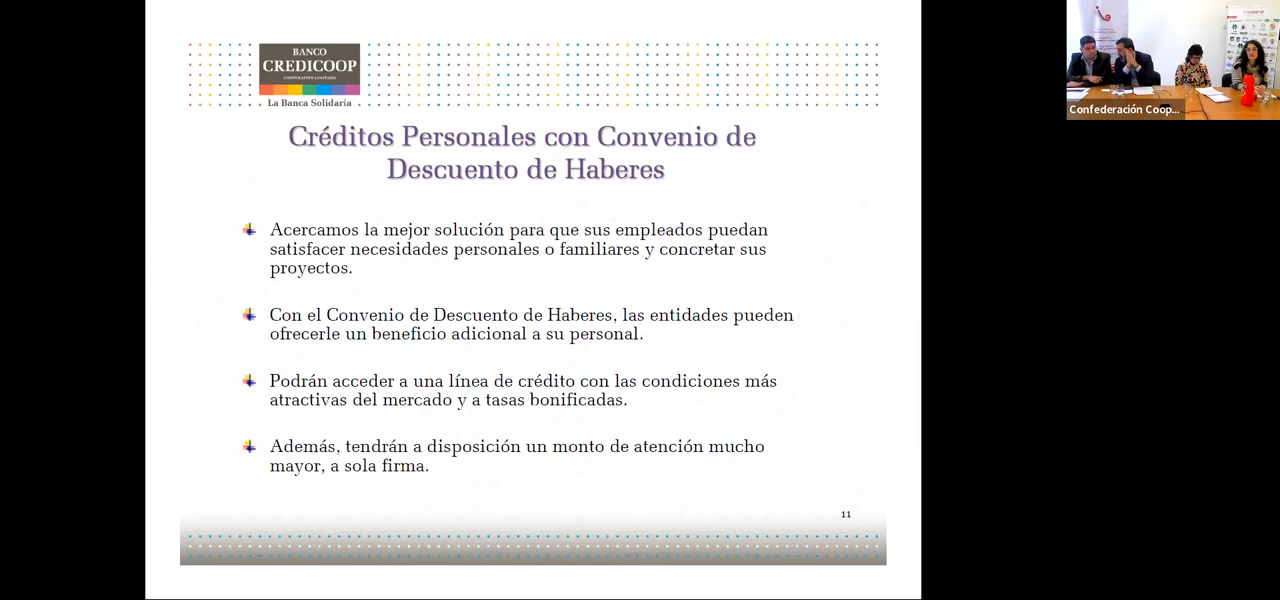 BANCO
CREDICOOP
COOPERATIVO LIMITADO
La Banca Solidaria
Créditos Personales con Convenio de
Descuento de Haberes
Acercamos la mejor solución para que sus empleados puedan
satisfacer necesidades personales o familiares y concretar sus
proyectos.
Con el Convenio de Descuento de Haberes, las entidades pueden
ofrecerle un beneficio adicional a su personal.
Podrán acceder a una línea de crédito con las condiciones más
atractivas del mercado y a tasas bonificadas.
Además, tendrán a disposición un monto de atención mucho
mayor, a sola firma.
11
Confederación Coop...